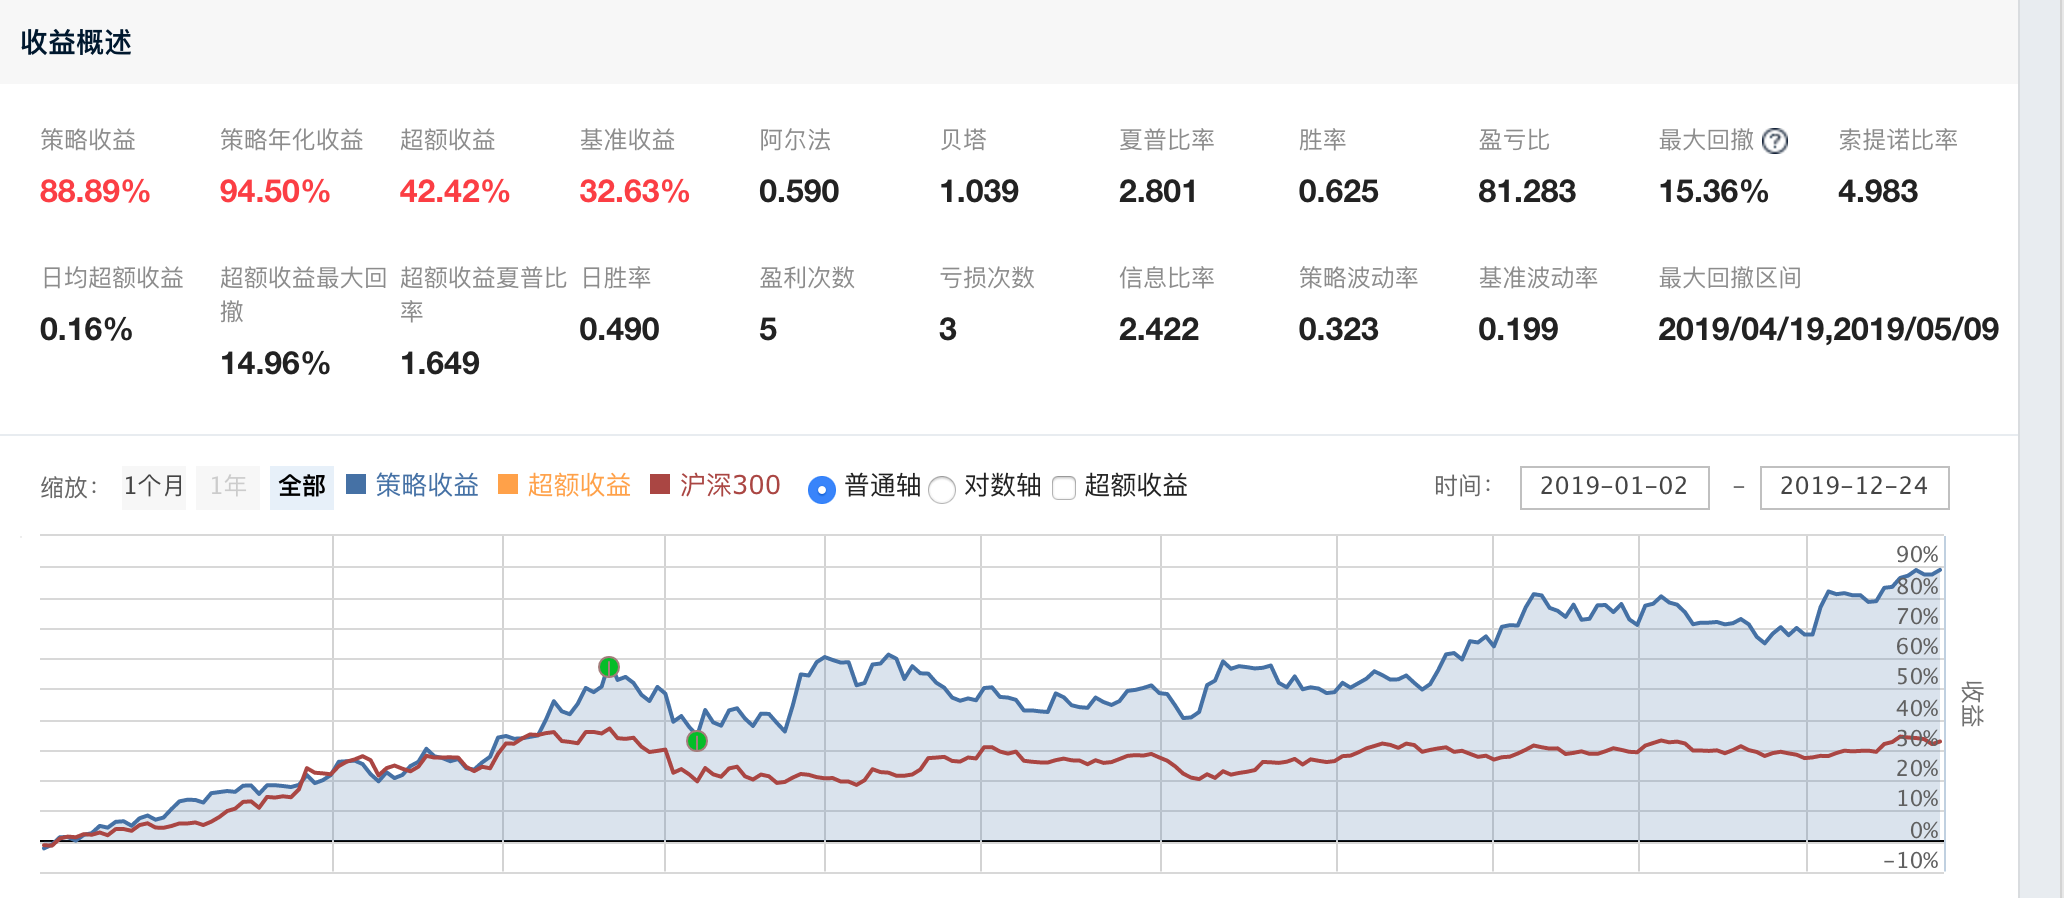 收益概述
策略收益 策略年化收益 超额收益 基准收益 阿尔法 贝塔 夏普比率 胜率 盈亏比 最大回撤 ? 索提诺比率
88.89% 94.50% 42.42% 32.63% 0.590 1.039 2.801 0.625 81.283 15.36% 4.983
日均超额收益 超额收益最大回撤 超额收益夏普比率 日胜率 盈利次数 亏损次数 信息比率 策略波动率 基准波动率 最大回撤区间
0.16% 14.96% 1.649 0.490 5 3 2.422 0.323 0.199 2019/04/19,2019/05/09
缩放: 1个月 1年 全部 策略收益 超额收益 沪深300 普通轴 对数轴 超额收益 时间: 2019-01-02 - 2019-12-24
90%
80%
70%
60%
50%
40%
30%
20%
10%
0%
-10%
收益